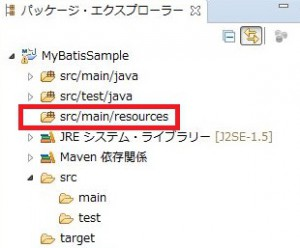 パッケージ・エクスプローラー
MyBatisSample
src/main/java
src/test/java
src/main/resources
JRE システム・ライブラリー [J2SE-1.5]
Maven 依存関係
src
main
test
target